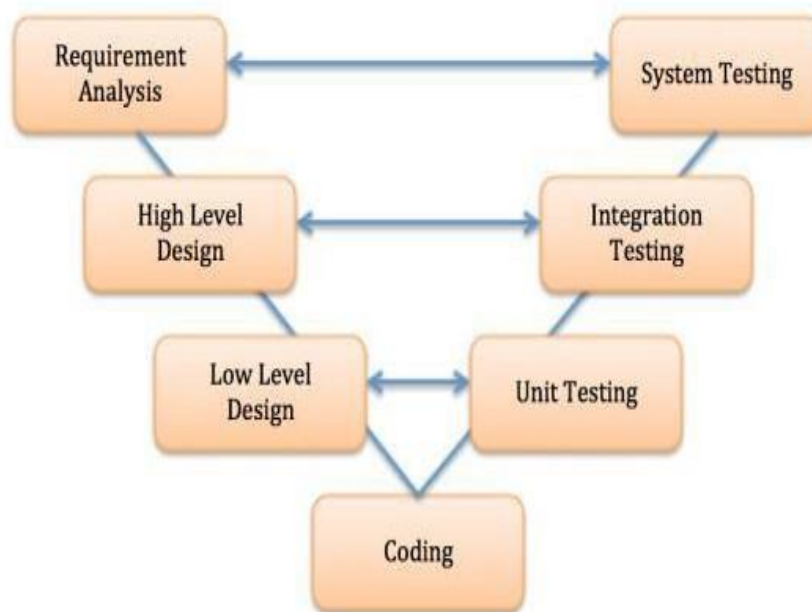 Requirement
Analysis
System Testing
High Level
Design
Integration
Testing
Low Level
Design
Unit Testing
Coding